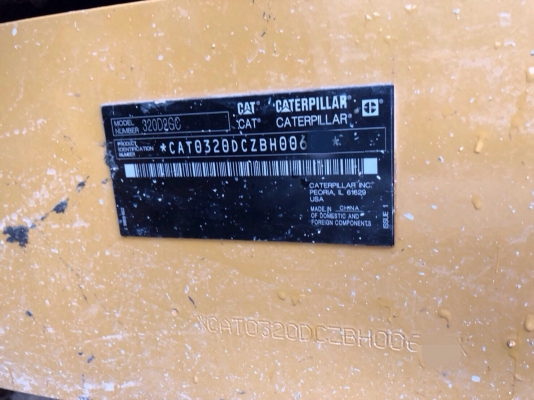 CAT CATERPILLAR
CAT CATERPILLAR
MODEL NUMBER 320D2GC
PRODUCT IDENTIFICATION NUMBER *CAT0320DCZBH006 *
CATERPILLAR INC.
PEORIA, IL 61629
USA
MADE IN CHINA
OF DOMESTIC AND
FOREIGN COMPONENTS
ISSUE 1
*CAT0320DCZBH006